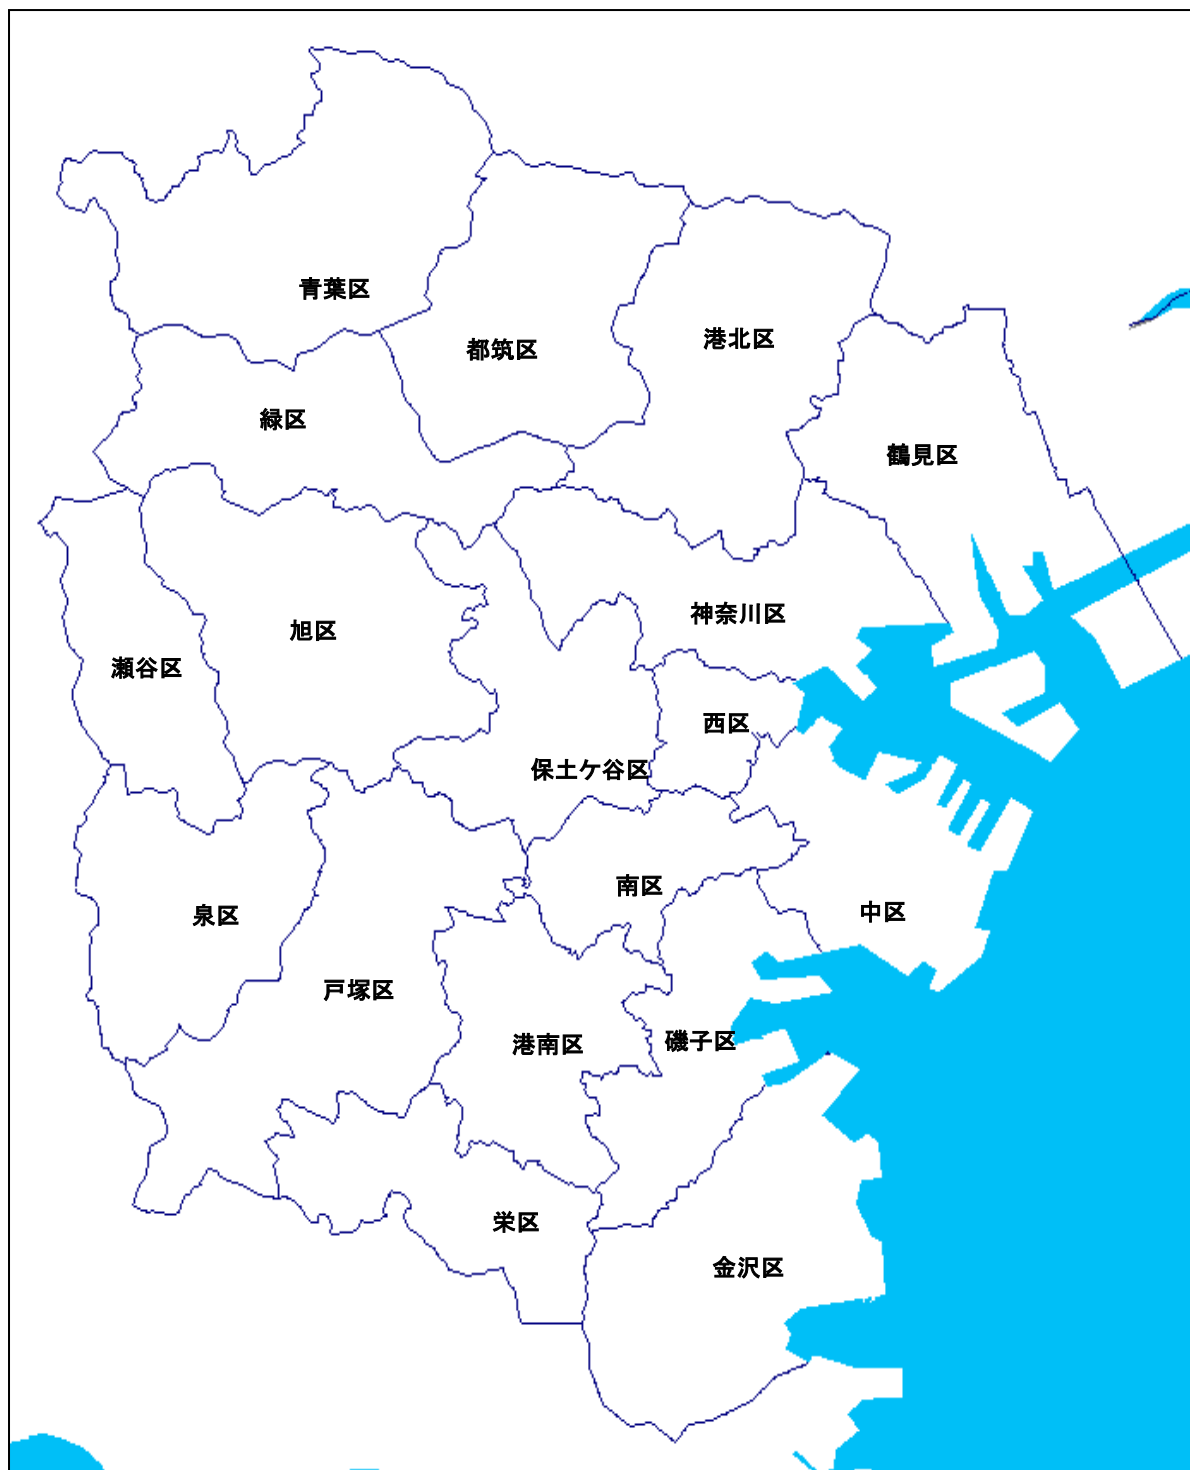 青葉区
港北区
都筑区
緑区
鶴見区
神奈川区
旭区
瀬谷区
西区
保土ケ谷区
南区
中区
泉区
戸塚区
磯子区
港南区
栄区
金沢区